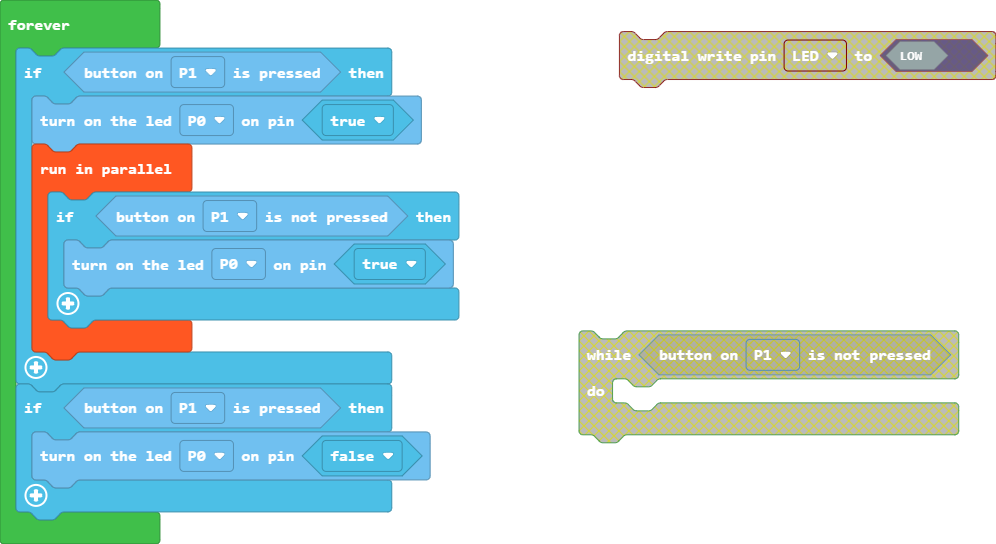 forever
if button on P1 is pressed then
turn on the led P0 on pin true
run in parallel
if button on P1 is not pressed then
turn on the led P0 on pin true
if button on P1 is pressed then
turn on the led P0 on pin false
digital write pin LED to LOW
while button on P1 is not pressed
do